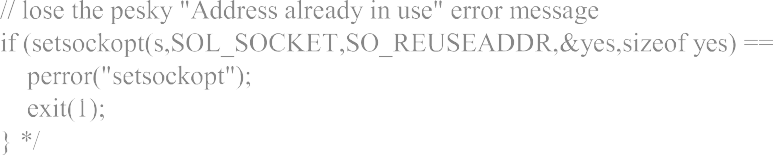 // lose the pesky "Address already in use" error message
if (setsockopt(s,SOL_SOCKET,SO_REUSEADDR,&yes,sizeof yes) ==
perror("setsockopt");
exit(1);
} */